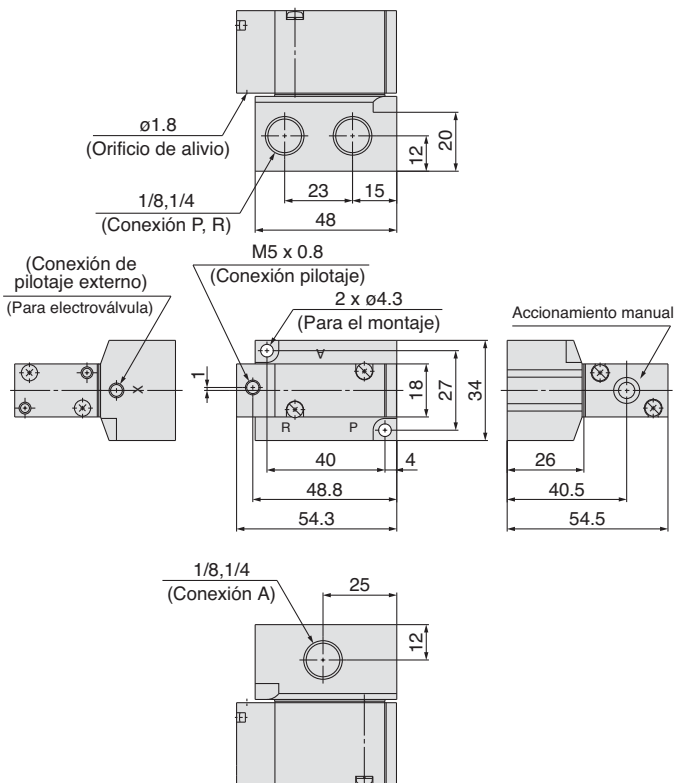 ø1.8
(Orificio de alivio)
1/8,1/4
(Conexión P, R)
20
12
23
15
48
(Conexión de
pilotaje externo)
(Para electroválvula)
M5 x 0.8
(Conexión pilotaje)
2 x ø4.3
(Para el montaje)
Accionamiento manual
X
1
A
R
P
18
27
34
40
4
48.8
54.3
26
40.5
54.5
1/8,1/4
(Conexión A)
25
12